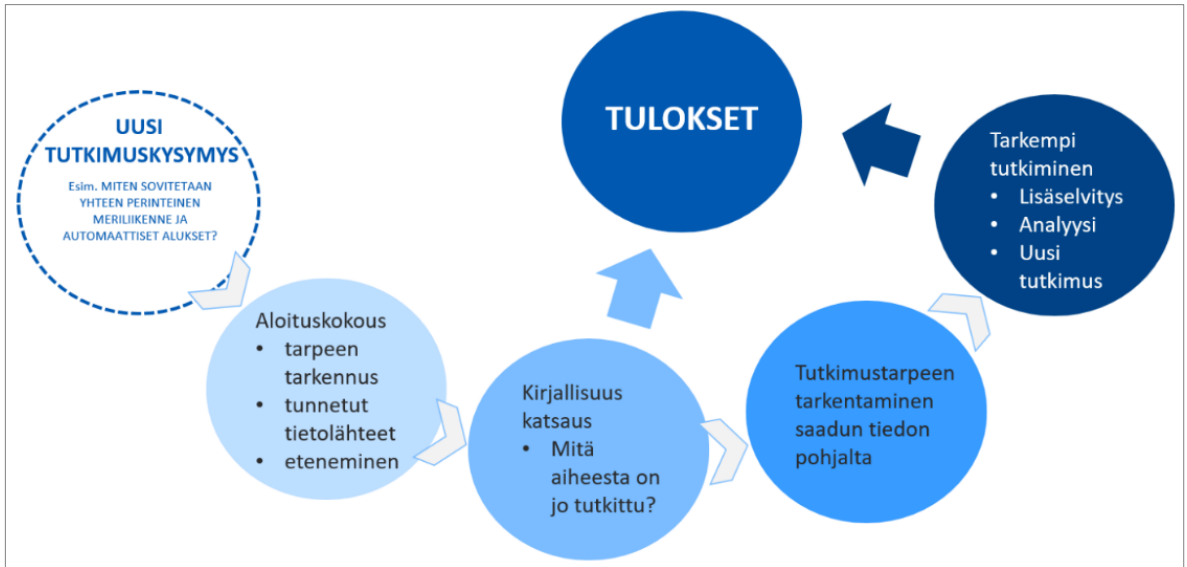 UUSI
TUTKIMUSKYSYMYS
Esim. MITEN SOVITETAAN
YHTEEN PERINTEINEN
MERILIIKENNE JA
AUTOMAATTISET ALUKSET?
Aloituskokous
• tarpeen
tarkennus
• tunnetut
tietolähteet
• eteneminen
Kirjallisuus
katsaus
• Mitä
aiheesta on
jo tutkittu?
TULOKSET
Tutkimustarpeen
tarkentaminen
saadun tiedon
pohjalta
Tarkempi
tutkiminen
• Lisäselvitys
• Analyysi
• Uusi
tutkimus